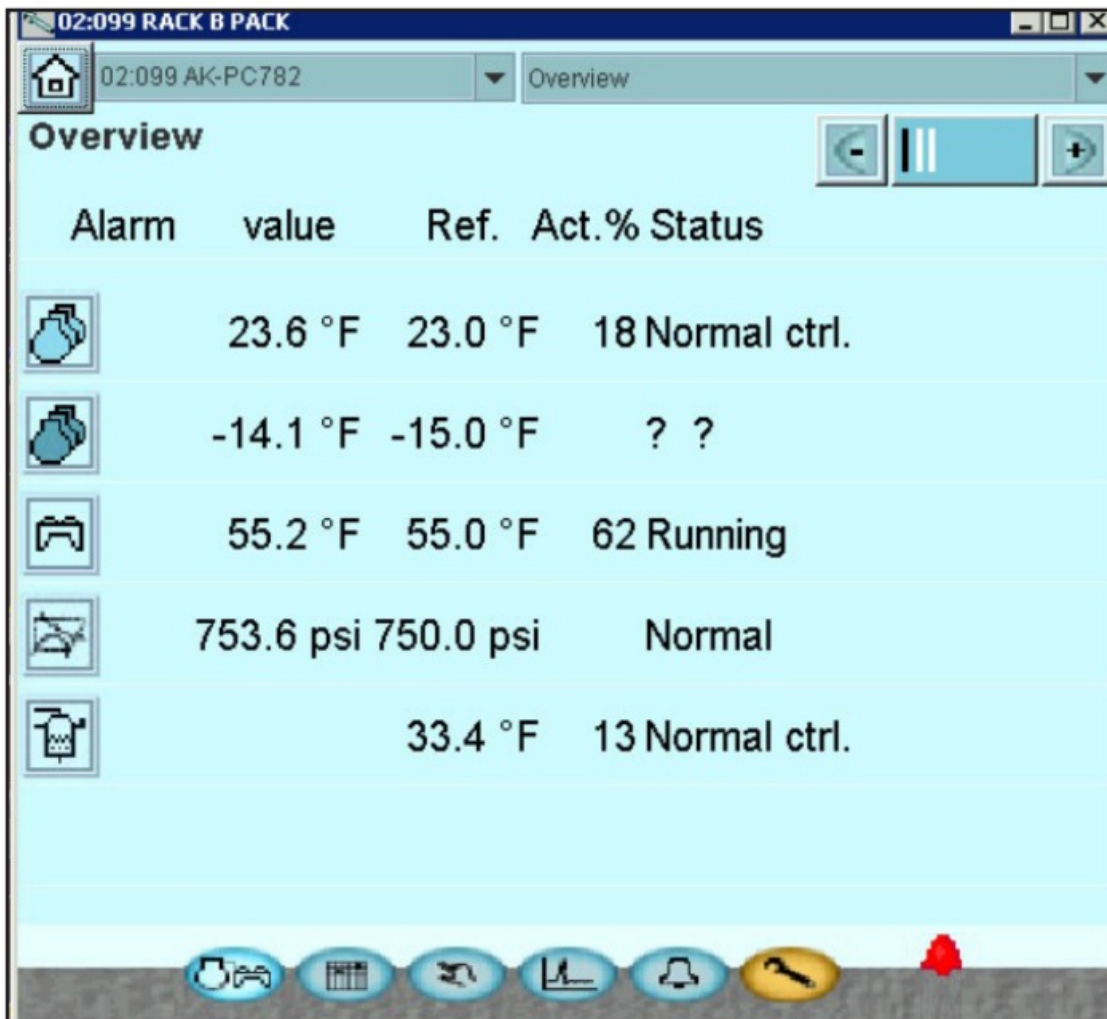 02:099 RACK B PACK
02:099 AK-PC782 Overview
Overview
Alarm value Ref. Act.% Status
23.6 °F 23.0 °F 18 Normal ctrl.
-14.1 °F -15.0 °F ? ?
55.2 °F 55.0 °F 62 Running
753.6 psi 750.0 psi Normal
33.4 °F 13 Normal ctrl.